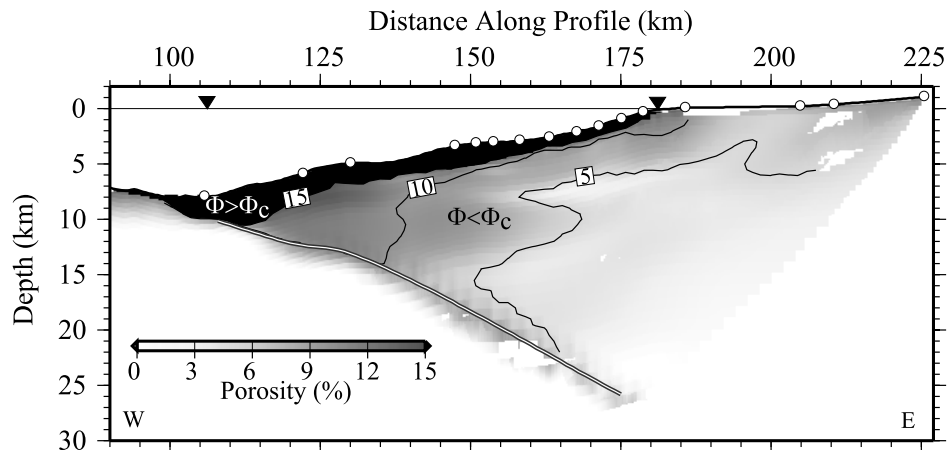 Distance Along Profile (km)
100 125 150 175 200 225
Depth (km)
0
5
10
15
20
25
30
Φ>Φc
15
10
5
Φ<Φc
0 3 6 9 12 15
Porosity (%)
W
E